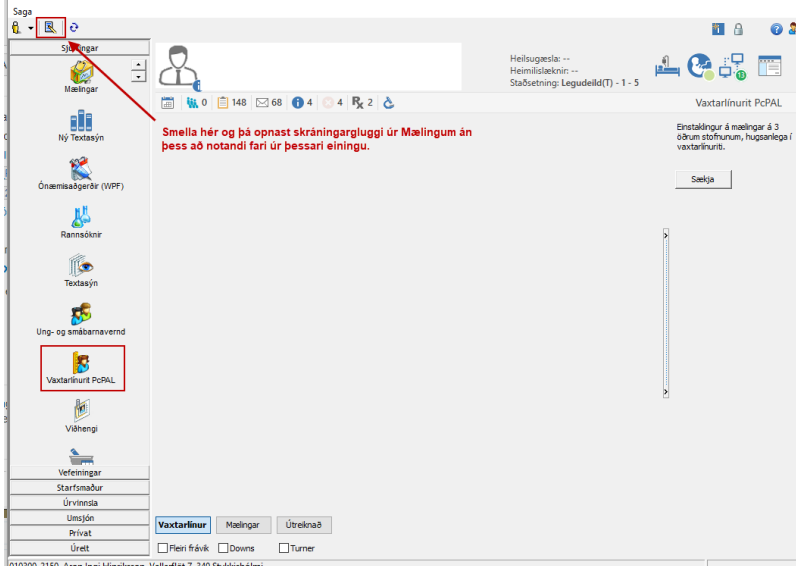 Saga
Sjúklingar
Mælingar
Ný Textasýn
Ónæmisaðgerðir (WPF)
Rannsóknir
Textasýn
Ung- og smábarnavernd
Vaxtarlínurit PcPAL
Viðhengi
Vefeiningar
Starfsmaður
Úrvinnsla
Umsjón
Prívat
Úrelt
Heilsugæsla: --
Heimilislæknir: --
Staðsetning: Legudeild(T) - 1 - 5
13
0 148 68 4 4 Rx 2
Vaxtarlínurit PcPAL
Smella hér og þá opnast skráningargluggi úr Mælingum án
þess að notandi fari úr þessari einingu.
Einstaklingur á mælingar á 3
öðrum stofnunum, hugsanlega í
vaxtarlínuriti.
Sækja
Vaxtarlínur Mælingar Útreiknað
Fleiri frávik Downs Turner